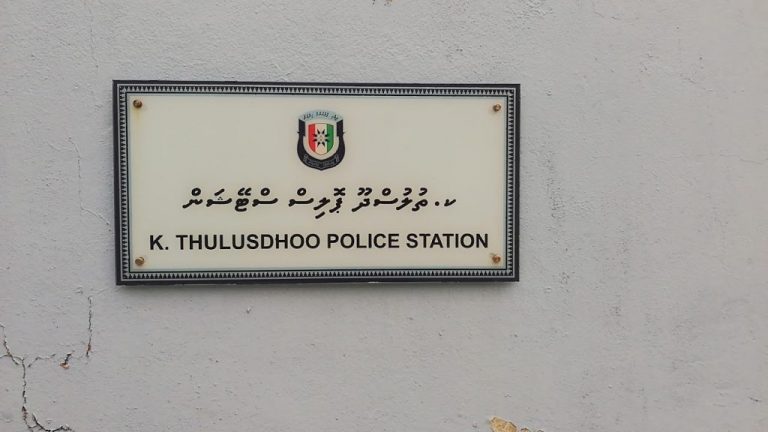 ކ. ތުލުސްދޫ ޕޮލިސް ސްޓޭޝަން
K. THULUSDHOO POLICE STATION